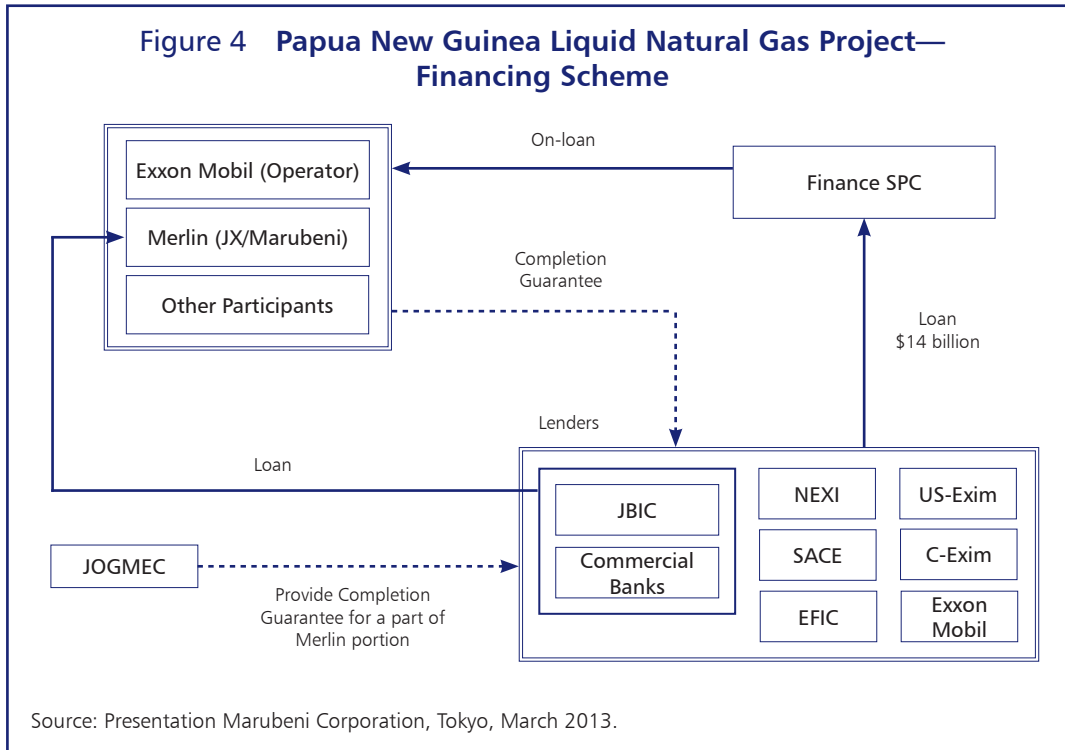 Figure 4 Papua New Guinea Liquid Natural Gas Project—
Financing Scheme
Exxon Mobil (Operator)
Merlin (JX/Marubeni)
Other Participants
On-loan
Finance SPC
Completion
Guarantee
Loan
$14 billion
Lenders
Loan
JBIC
Commercial
Banks
NEXI
US-Exim
SACE
C-Exim
EFIC
Exxon
Mobil
JOGMEC
Provide Completion
Guarantee for a part of
Merlin portion
Source: Presentation Marubeni Corporation, Tokyo, March 2013.